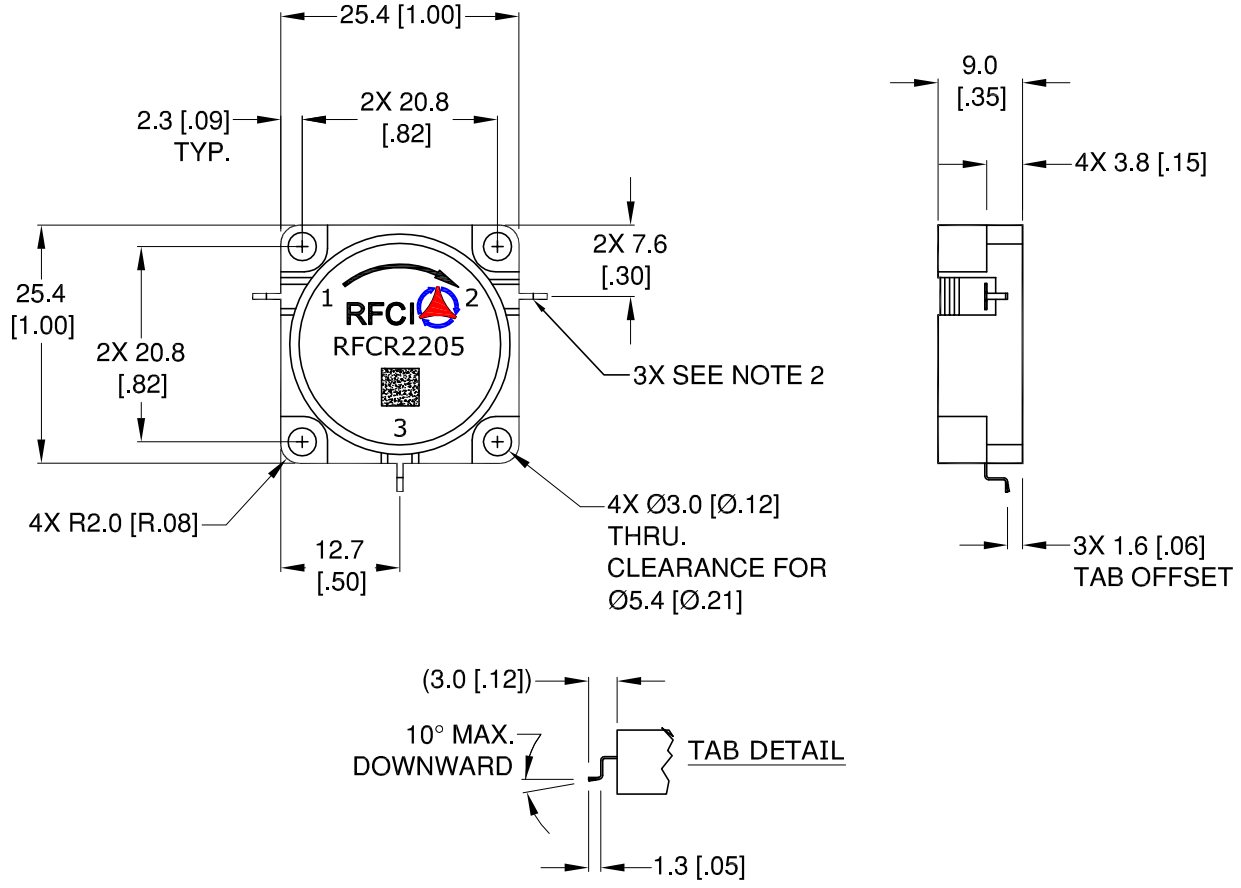 25.4 [1.00]
2X 20.8
[.82]
2.3 [.09]
TYP.
9.0
[.35]
4X 3.8 [.15]
2X 7.6
[.30]
25.4
[1.00]
2X 20.8
[.82]
1
2
RFCI
RFCR2205
3
3X SEE NOTE 2
4X R2.0 [R.08]
12.7
[.50]
4X Ø3.0 [Ø.12]
THRU.
CLEARANCE FOR
Ø5.4 [Ø.21]
3X 1.6 [.06]
TAB OFFSET
(3.0 [.12])
10° MAX.
DOWNWARD
TAB DETAIL
1.3 [.05]